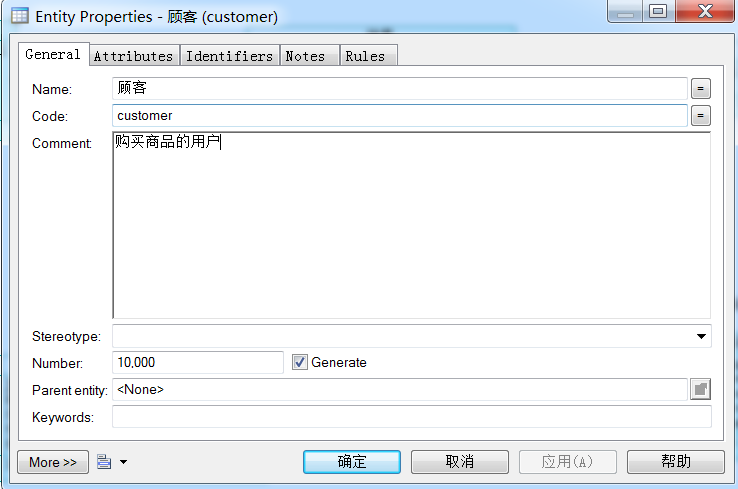 Entity Properties - 顾客 (customer)
General Attributes Identifiers Notes Rules
Name: 顾客 =
Code: customer =
Comment: 购买商品的用户
Stereotype:
Number: 10,000 Generate
Parent entity: <None>
Keywords:
More >> 确定 取消 应用(A) 帮助